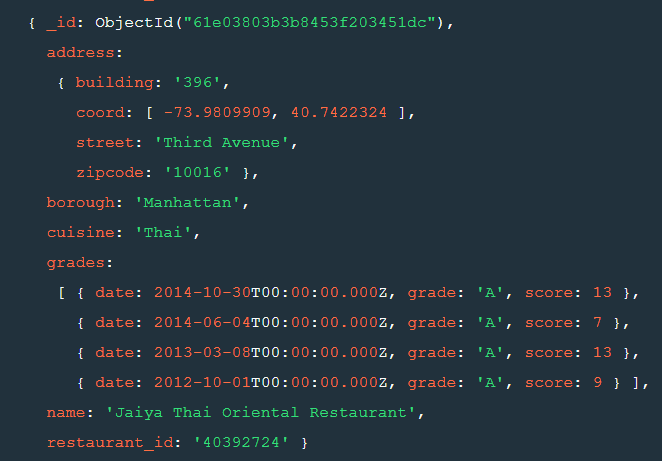 { _id: ObjectId("61e03803b3b8453f203451dc"),
address:
{ building: '396',
coord: [ -73.9809909, 40.7422324 ],
street: 'Third Avenue',
zipcode: '10016' },
borough: 'Manhattan',
cuisine: 'Thai',
grades:
[ { date: 2014-10-30T00:00:00.000Z, grade: 'A', score: 13 },
{ date: 2014-06-04T00:00:00.000Z, grade: 'A', score: 7 },
{ date: 2013-03-08T00:00:00.000Z, grade: 'A', score: 13 },
{ date: 2012-10-01T00:00:00.000Z, grade: 'A', score: 9 } ],
name: 'Jaiya Thai Oriental Restaurant',
restaurant_id: '40392724' }